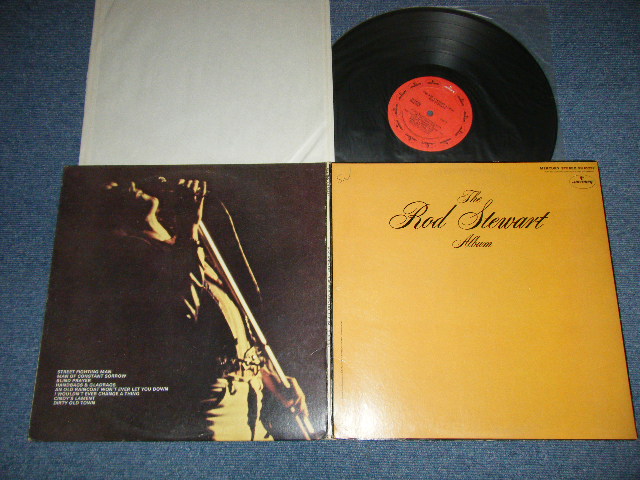 The
Rod Stewart
Album
STREET FIGHTING MAN
MAN OF CONSTANT SORROW
BLIND PRAYER
HANDBAGS & GLADRAGS
AN OLD RAINCOAT WON'T EVER LET YOU DOWN
I WOULDN'T EVER CHANGE A THING
CINDY'S LAMENT
DIRTY OLD TOWN